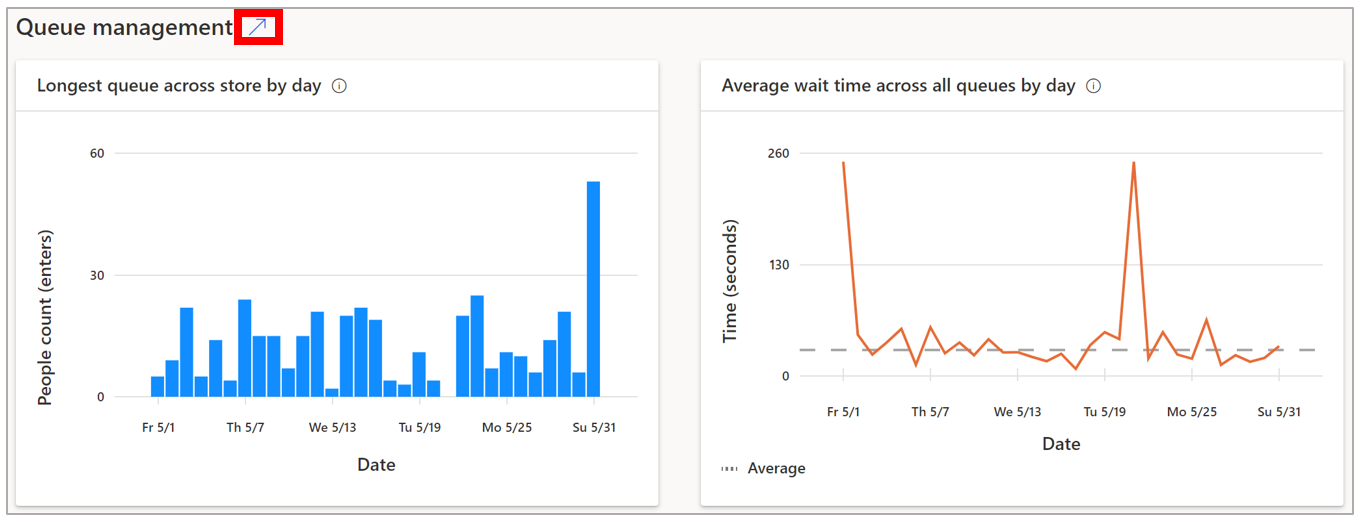 Queue management
Longest queue across store by day
60
30
0
People count (enters)
Fr 5/1 Th 5/7 We 5/13 Tu 5/19 Mo 5/25 Su 5/31
Date
Average wait time across all queues by day
260
130
0
Time (seconds)
Fr 5/1 Th 5/7 We 5/13 Tu 5/19 Mo 5/25 Su 5/31
Date
Average